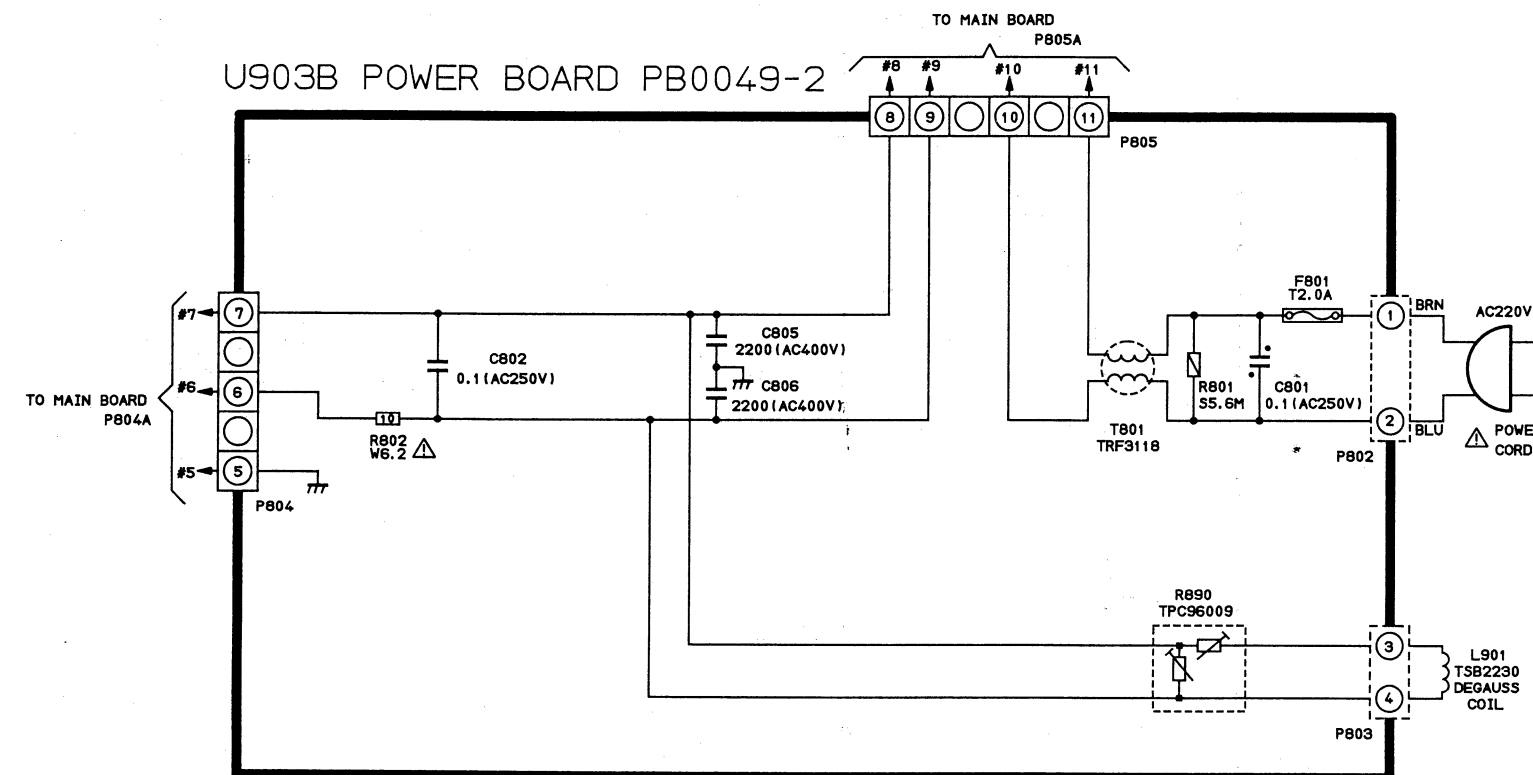 TO MAIN BOARD
P805A
U903B POWER BOARD PB0049-2
#8 #9 #10 #11
8 9 10 11
P805
F801
T2.0A
#7 7
1 BRN
AC220V
C805
2200(AC400V)
C802
0.1(AC250V)
TO MAIN BOARD
P804A
#6 6
C806
2200(AC400V)
R801
S5.6M
C801
0.1(AC250V)
10
R802
W6.2
T801
TRF3118
2 BLU
P802
POWE
CORD
#5 5
P804
R890
TPC96009
3
L901
TSB2230
DEGAUSS
COIL
4
P803